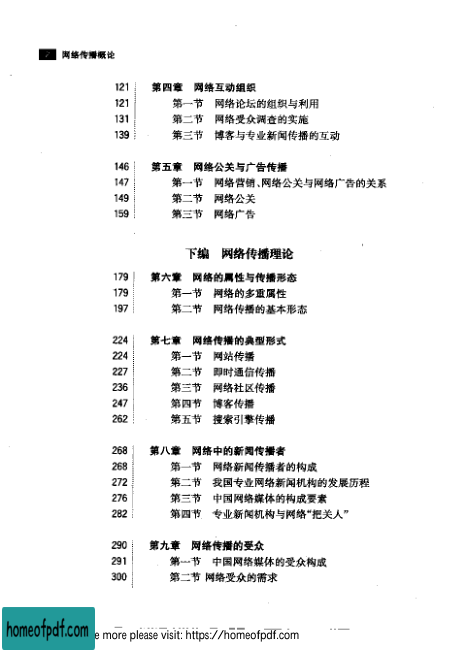 2 网络传播概论
121 第四章 网络互动组织
121 第一节 网络论坛的组织与利用
131 第二节 网络受众调查的实施
139 第三节 博客与专业新闻传播的互动
146 第五章 网络公关与广告传播
147 第一节 网络营销、网络公关与网络广告的关系
149 第二节 网络公关
159 第三节 网络广告
下编 网络传播理论
179 第六章 网络的属性与传播形态
179 第一节 网络的多重属性
197 第二节 网络传播的基本形态
224 第七章 网络传播的典型形式
224 第一节 网站传播
227 第二节 即时通信传播
236 第三节 网络社区传播
247 第四节 博客传播
262 第五节 搜索引擎传播
268 第八章 网络中的新闻传播者
268 第一节 网络新闻传播者的构成
272 第二节 我国专业网络新闻机构的发展历程
276 第三节 中国网络媒体的构成要素
282 第四节 专业新闻机构与网络“把关人”
290 第九章 网络传播的受众
291 第一节 中国网络媒体的受众构成
300 第二节 网络受众的需求
homeofpdf.com
e more please visit: https://homeofpdf.com